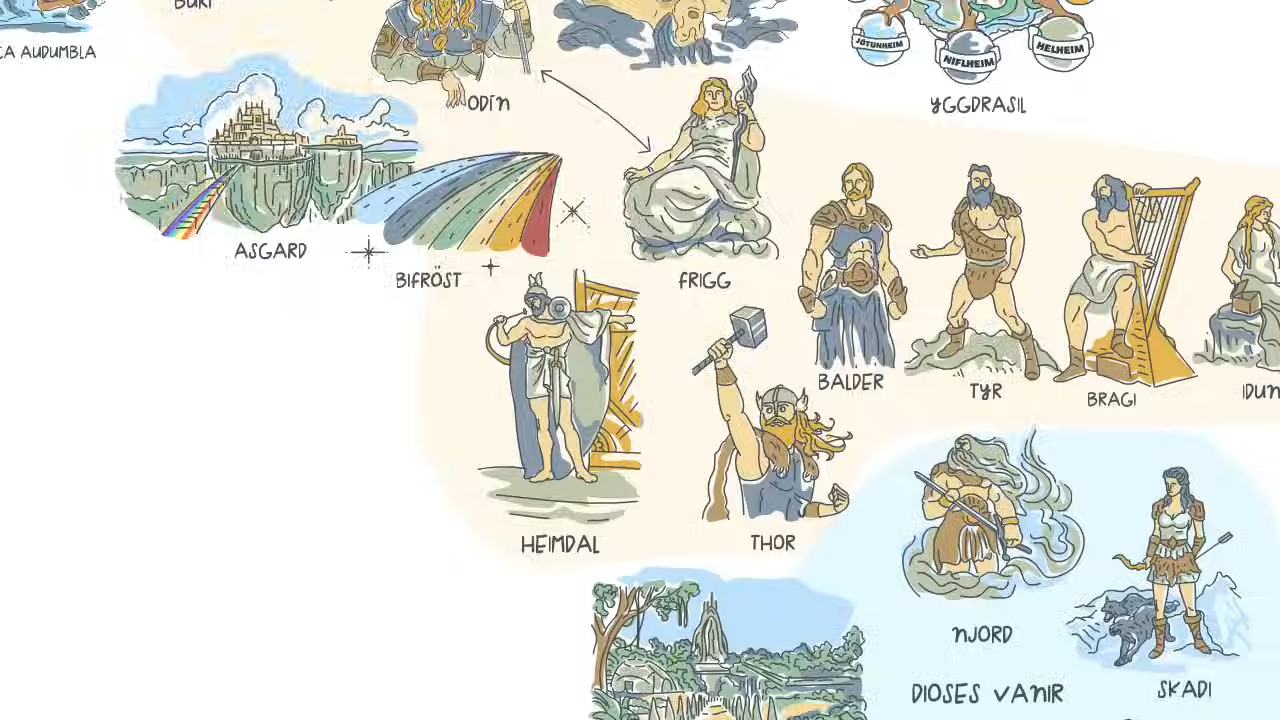 BURI
CA AUDUMBLA
ODÍN
JÖTUNHEIM
NIFLHEIM
HELHEIM
YGGDRASIL
ASGARD
BIFRÖST
FRIGG
BALDER
TYR
BRAGI
IDUN
HEIMDAL
THOR
NJORD
SKADI
DIOSES VANIR